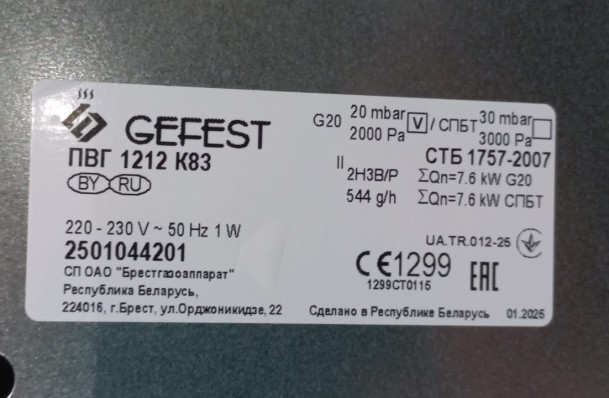 GEFEST
ПВГ 1212 К83
BY RU
220 - 230 V ~ 50 Hz 1 W
2501044201
СП ОАО "Брестгазоаппарат"
Республика Беларусь,
224016, г.Брест, ул.Орджоникидзе, 22
G20 20 mbar 2000 Pa V / СПБТ 30 mbar 3000 Pa
СТБ 1757-2007
II 2H3B/P ΣQn=7.6 kW G20
544 g/h ΣQn=7.6 kW СПБТ
UA.TR.012-25
CE1299 EAC
1299CT0115
Сделано в Республике Беларусь 01.2025